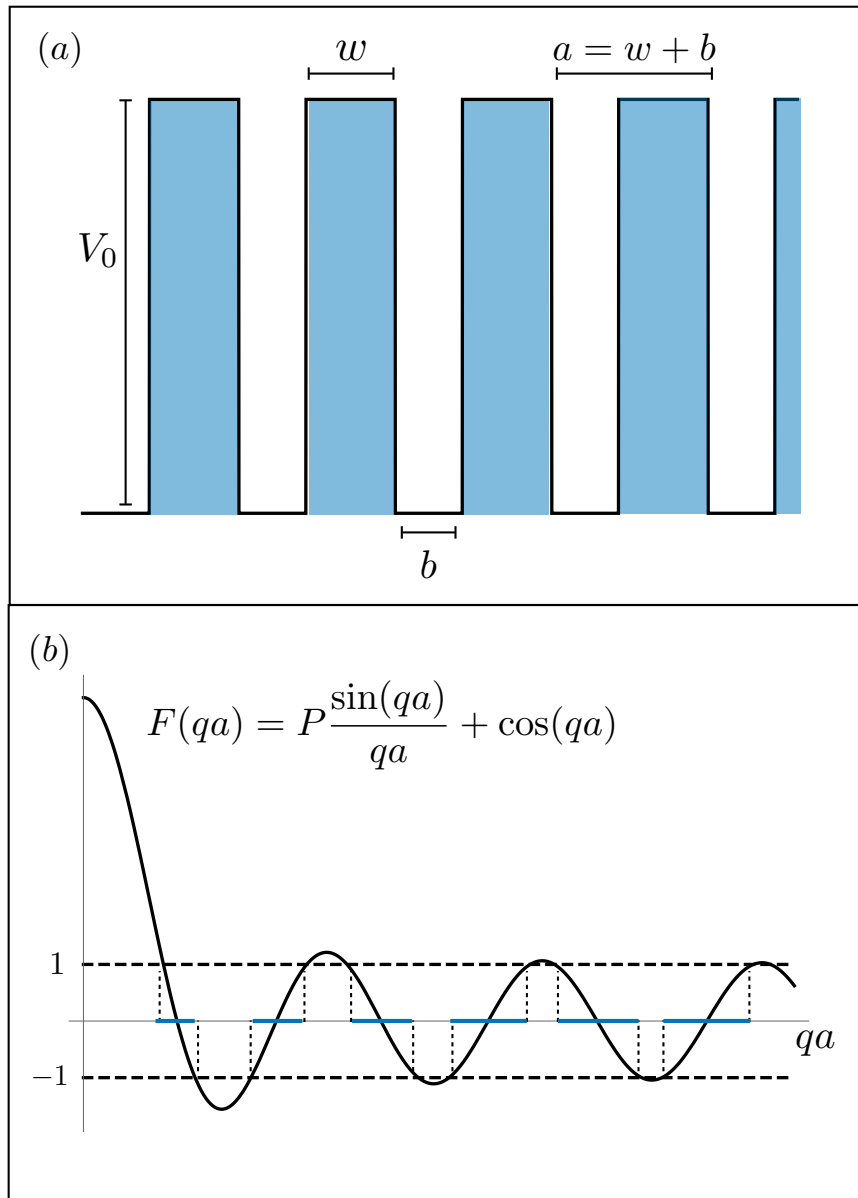 (a)
w
a = w + b
V₀
b
(b)
F(qa) = P sin(qa)/qa + cos(qa)
1
qa
−1